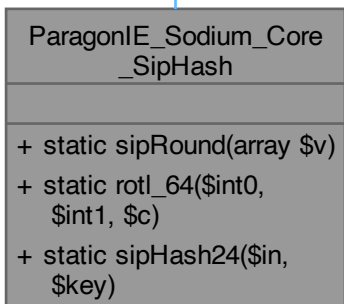 ParagonIE_Sodium_Core
_SipHash
+ static sipRound(array $v)
+ static rotl_64($int0,
$int1, $c)
+ static sipHash24($in,
$key)